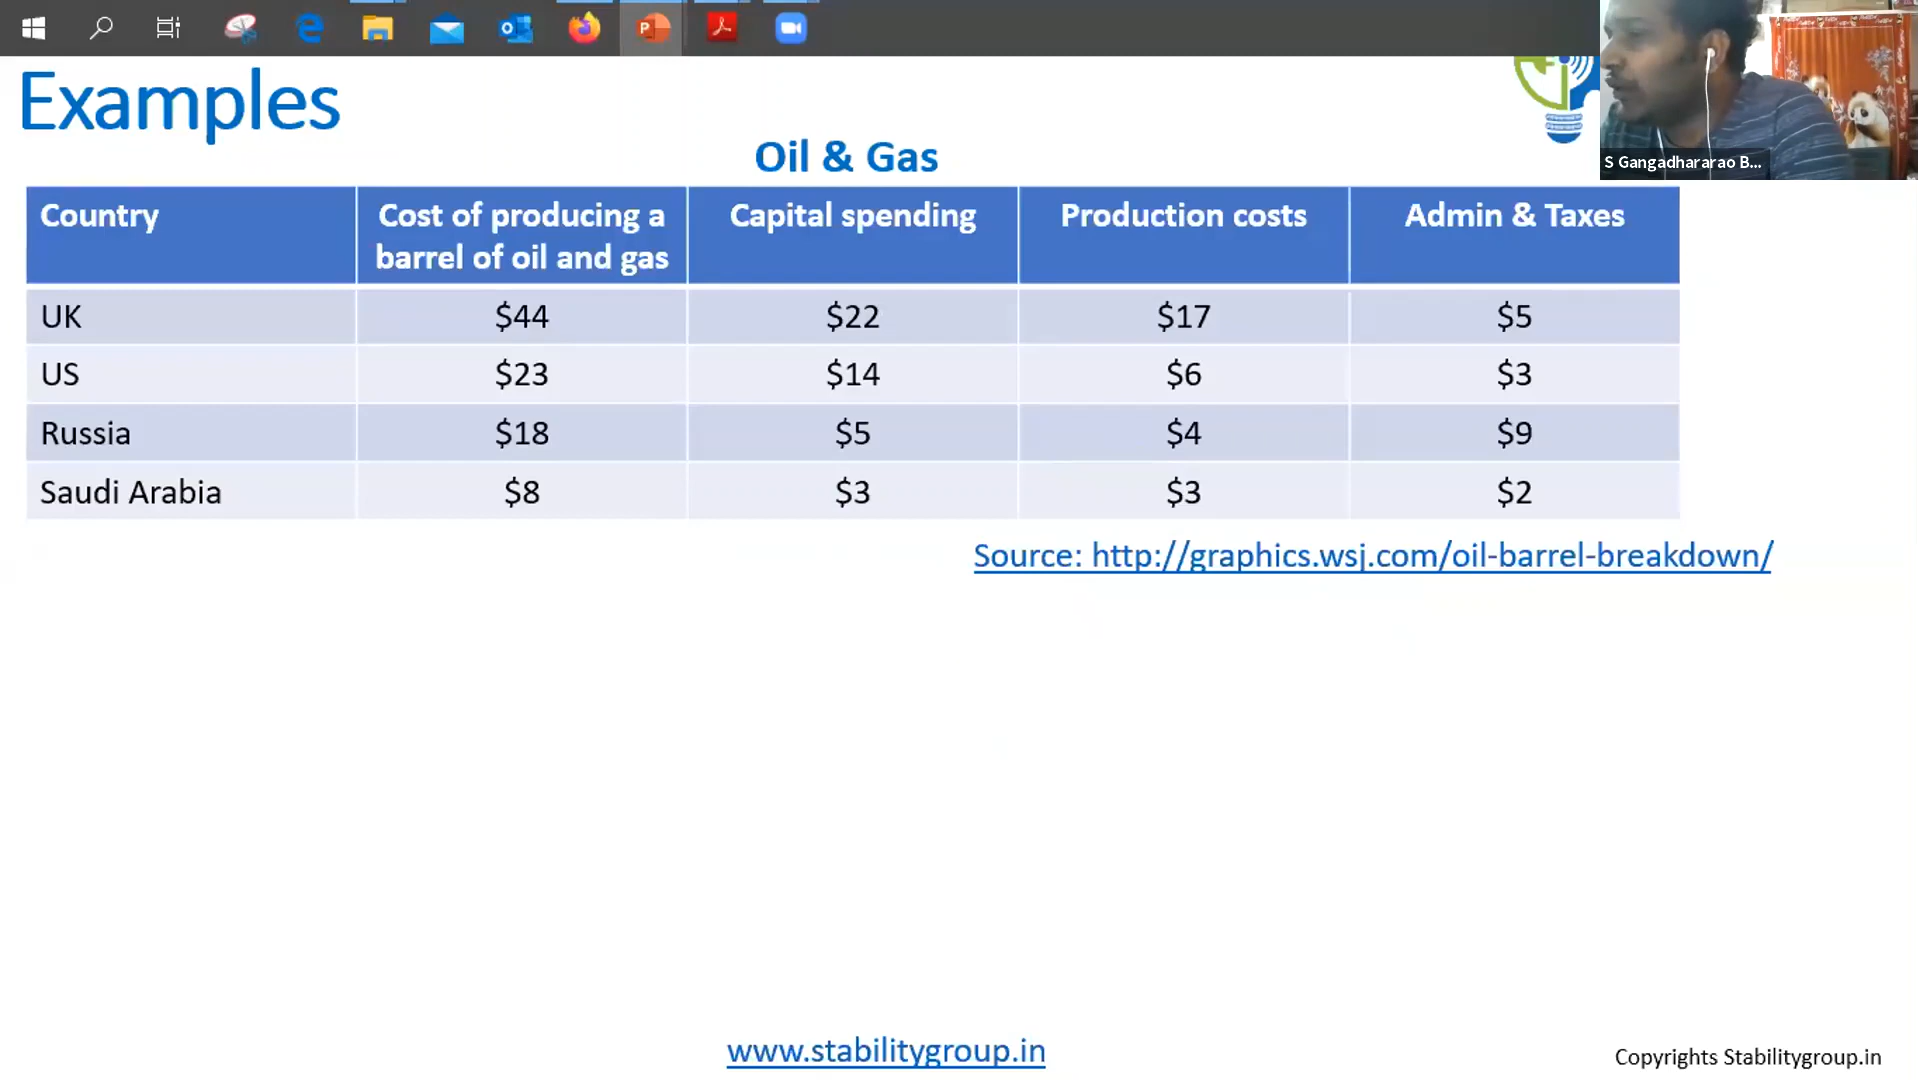 Examples
S Gangadhararao B...
Oil & Gas
Country Cost of producing a barrel of oil and gas Capital spending Production costs Admin & Taxes
UK $44 $22 $17 $5
US $23 $14 $6 $3
Russia $18 $5 $4 $9
Saudi Arabia $8 $3 $3 $2
Source: http://graphics.wsj.com/oil-barrel-breakdown/
www.stabilitygroup.in
Copyrights Stabilitygroup.in